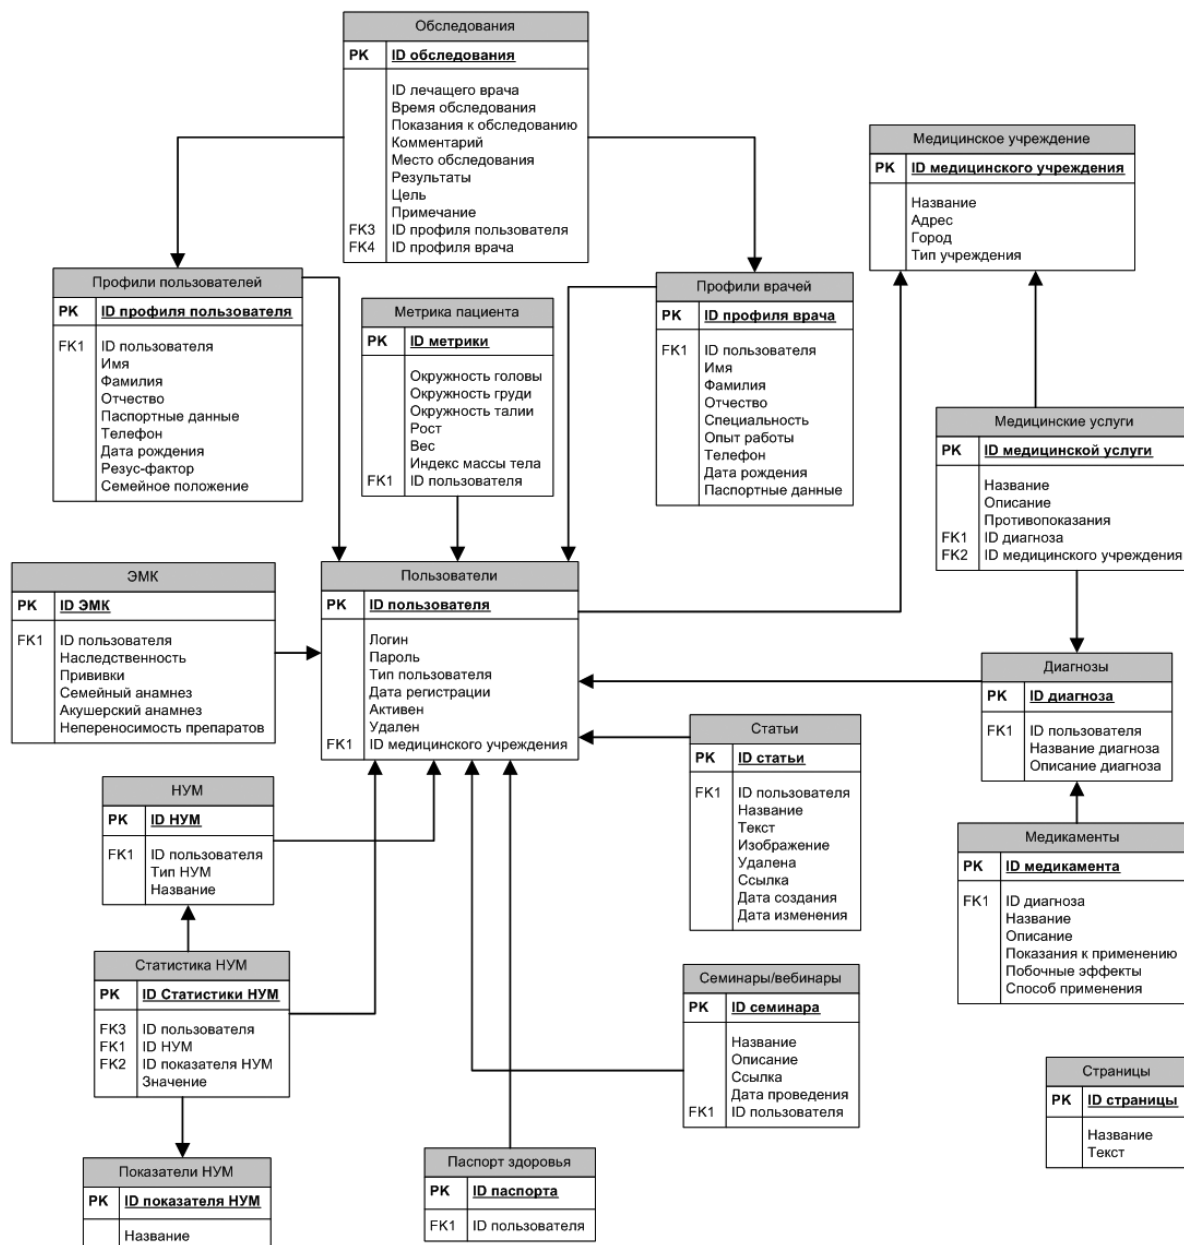 Обследования
PK ID обследования
ID лечащего врача
Время обследования
Показания к обследованию
Комментарий
Место обследования
Результаты
Цель
Примечание
FK3 ID профиля пользователя
FK4 ID профиля врача
Медицинское учреждение
PK ID медицинского учреждения
Название
Адрес
Город
Тип учреждения
Профили пользователей
PK ID профиля пользователя
FK1 ID пользователя
Имя
Фамилия
Отчество
Паспортные данные
Телефон
Дата рождения
Резус-фактор
Семейное положение
Метрика пациента
PK ID метрики
Окружность головы
Окружность груди
Окружность талии
Рост
Вес
Индекс массы тела
FK1 ID пользователя
Профили врачей
PK ID профиля врача
FK1 ID пользователя
Имя
Фамилия
Отчество
Специальность
Опыт работы
Телефон
Дата рождения
Паспортные данные
Медицинские услуги
PK ID медицинской услуги
Название
Описание
Противопоказания
FK1 ID диагноза
FK2 ID медицинского учреждения
ЭМК
PK ID ЭМК
FK1 ID пользователя
Наследственность
Прививки
Семейный анамнез
Акушерский анамнез
Непереносимость препаратов
Пользователи
PK ID пользователя
Логин
Пароль
Тип пользователя
Дата регистрации
Активен
Удален
FK1 ID медицинского учреждения
Диагнозы
PK ID диагноза
FK1 ID пользователя
Название диагноза
Описание диагноза
Статьи
PK ID статьи
FK1 ID пользователя
Название
Текст
Изображение
Удалена
Ссылка
Дата создания
Дата изменения
НУМ
PK ID НУМ
FK1 ID пользователя
Тип НУМ
Название
Медикаменты
PK ID медикамента
FK1 ID диагноза
Название
Описание
Показания к применению
Побочные эффекты
Способ применения
Статистика НУМ
PK ID Статистики НУМ
FK3 ID пользователя
FK1 ID НУМ
FK2 ID показателя НУМ
Значение
Семинары/вебинары
PK ID семинара
Название
Описание
Ссылка
Дата проведения
FK1 ID пользователя
Страницы
PK ID страницы
Название
Текст
Показатели НУМ
PK ID показателя НУМ
Название
Паспорт здоровья
PK ID паспорта
FK1 ID пользователя